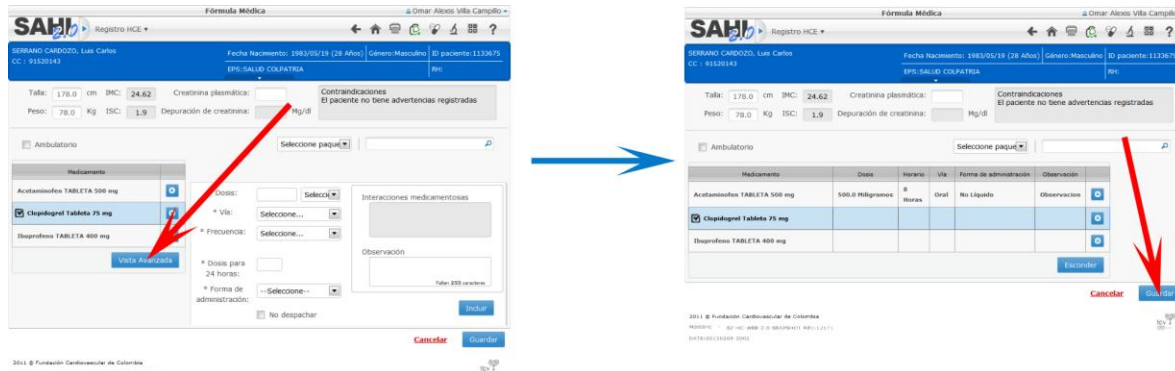 Fórmula Médica
Omar Alexis Villa Campillo
SAHI
Registro HCE
SERRANO CARDOZO, Luis Carlos
CC : 91520143
Fecha Nacimiento: 1983/05/19 (28 Años)
Género:Masculino
ID paciente:1133675
EPS:SALUD COLPATRIA
RH:
Talla: 178.0 cm IMC: 24.62 Creatinina plasmática:
Peso: 78.0 Kg ISC: 1.9 Depuración de creatinina: Mg/dl
Contraindicaciones
El paciente no tiene advertencias registradas
Ambulatorio
Seleccione paque
Medicamento
Acetaminofen TABLETA 500 mg
Clopidogrel Tableta 75 mg
Ibuprofeno TABLETA 400 mg
Vista Avanzada
* Dosis: Selecci
* Vía: Seleccione...
* Frecuencia: Seleccione...
* Dosis para
24 horas:
* Forma de
administración:
--Seleccione--
No despachar
Interacciones medicamentosas
Observación
Faltan 255 caracteres
Incluir
Cancelar Guardar
2011 @ Fundación Cardiovascular de Colombia
fcv
Fórmula Médica
Omar Alexis Villa Campillo
SAHI
Registro HCE
SERRANO CARDOZO, Luis Carlos
CC : 91520143
Fecha Nacimiento: 1983/05/19 (28 Años)
Género:Masculino
ID paciente:1133675
EPS:SALUD COLPATRIA
RH:
Talla: 178.0 cm IMC: 24.62 Creatinina plasmática:
Peso: 78.0 Kg ISC: 1.9 Depuración de creatinina: Mg/dl
Contraindicaciones
El paciente no tiene advertencias registradas
Ambulatorio
Seleccione paque
Medicamento Dosis Horario Vía Forma de administración Observación
Acetaminofen TABLETA 500 mg 500.0 Miligramos 8 Horas Oral No Líquido Observacion
Clopidogrel Tableta 75 mg
Ibuprofeno TABLETA 400 mg
Esconder
Cancelar Guardar
2011 @ Fundación Cardiovascular de Colombia
fcv